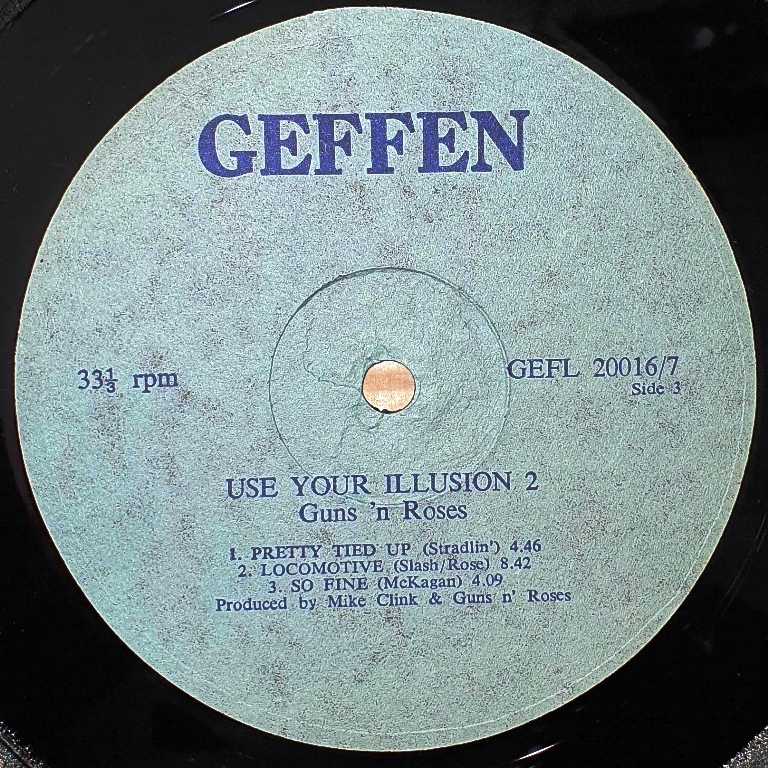 GEFFEN
33⅓ rpm
GEFL 20016/7
Side 3
USE YOUR ILLUSION 2
Guns 'n Roses
1. PRETTY TIED UP (Stradlin') 4.46
2. LOCOMOTIVE (Slash/Rose) 8.42
3. SO FINE (McKagan) 4.09
Produced by Mike Clink & Guns n' Roses